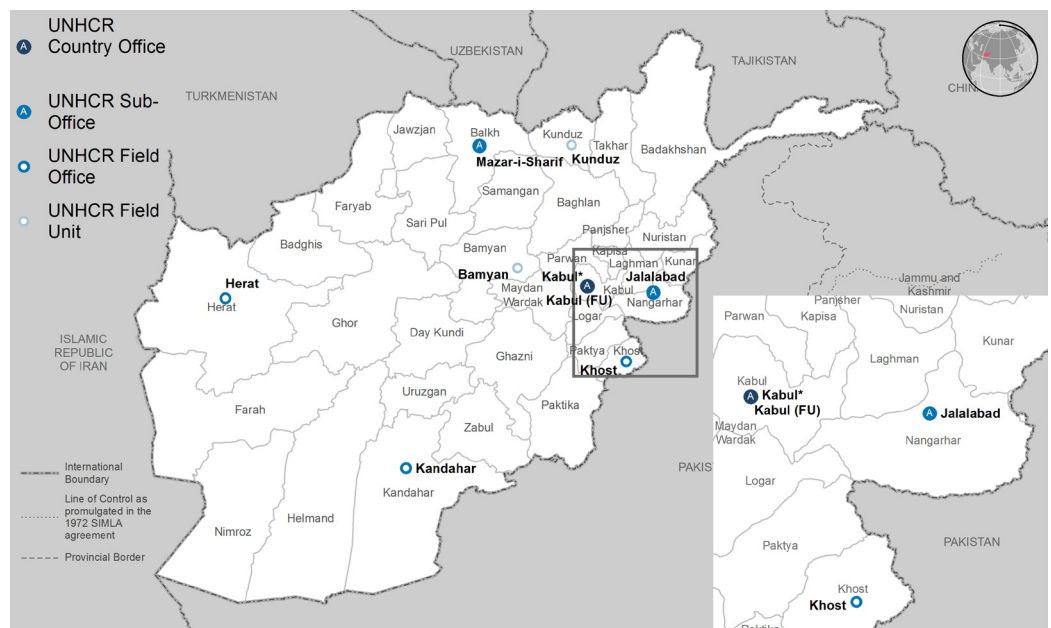 UNHCR
Country Office
UNHCR Sub-
Office
UNHCR Field
Office
UNHCR Field
Unit
UZBEKISTAN
TAJIKISTAN
TURKMENISTAN
Jawzjan
Balkh
Mazar-i-Sharif
Kunduz
Kunduz
Takhar
Badakhshan
Samangan
Baghlan
Faryab
Sari Pul
Badghis
Bamyan
Bamyan
Panjsher
Parwan
Kapisa
Nuristan
Laghman
Kunar
Kabul*
Kabul (FU)
Kabul
Jalalabad
Nangarhar
Maydan
Wardak
Logar
Herat
Herat
Ghor
Day Kundi
Ghazni
Paktya
Khost
Khost
ISLAMIC
REPUBLIC
OF IRAN
Farah
Uruzgan
Paktika
Zabul
Kandahar
Kandahar
Nimroz
Helmand
Jammu and
Kashmir
International
Boundary
Line of Control as
promulgated in the
1972 SIMLA
agreement
Provincial Border
Parwan
Panjsher
Kapisa
Nuristan
Kunar
Laghman
Kabul
Kabul*
Kabul (FU)
Jalalabad
Maydan
Wardak
Nangarhar
Logar
PAKISTAN
Paktya
Khost
Khost